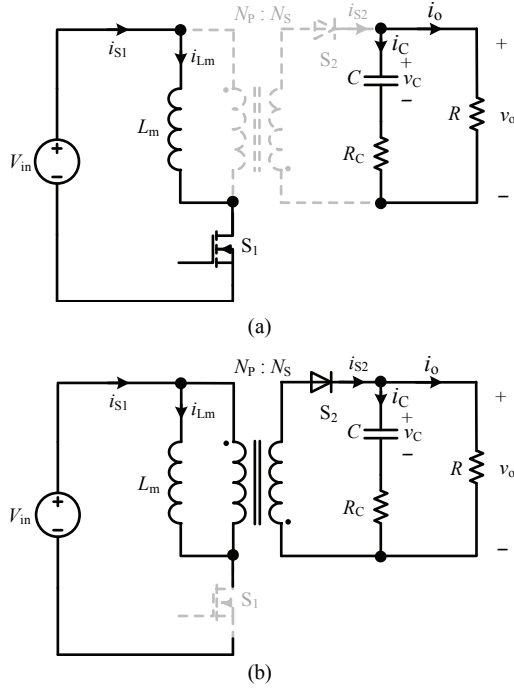 N_P : N_S
i_S2
i_o
i_S1
i_Lm
S_2
i_C
+
+
C
v_C
−
L_m
R
v_o
V_in
+
−
R_C
−
S_1
(a)
N_P : N_S
i_S2
i_o
i_S1
i_Lm
S_2
i_C
+
+
C
v_C
−
L_m
R
v_o
V_in
+
−
R_C
−
S_1
(b)